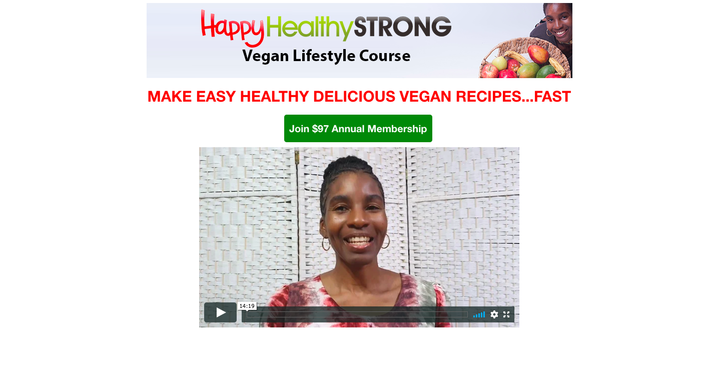 HappyHealthySTRONG
Vegan Lifestyle Course
MAKE EASY HEALTHY DELICIOUS VEGAN RECIPES...FAST
Join $97 Annual Membership
14:19